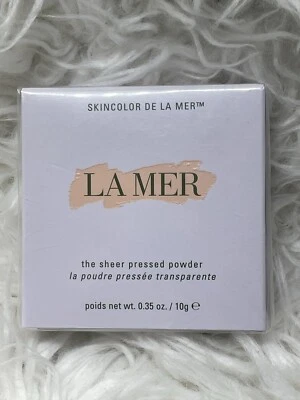 SKINCOLOR DE LA MER™
LA MER
the sheer pressed powder
la poudre pressée transparente
poids net wt. 0.35 oz. / 10g ℮